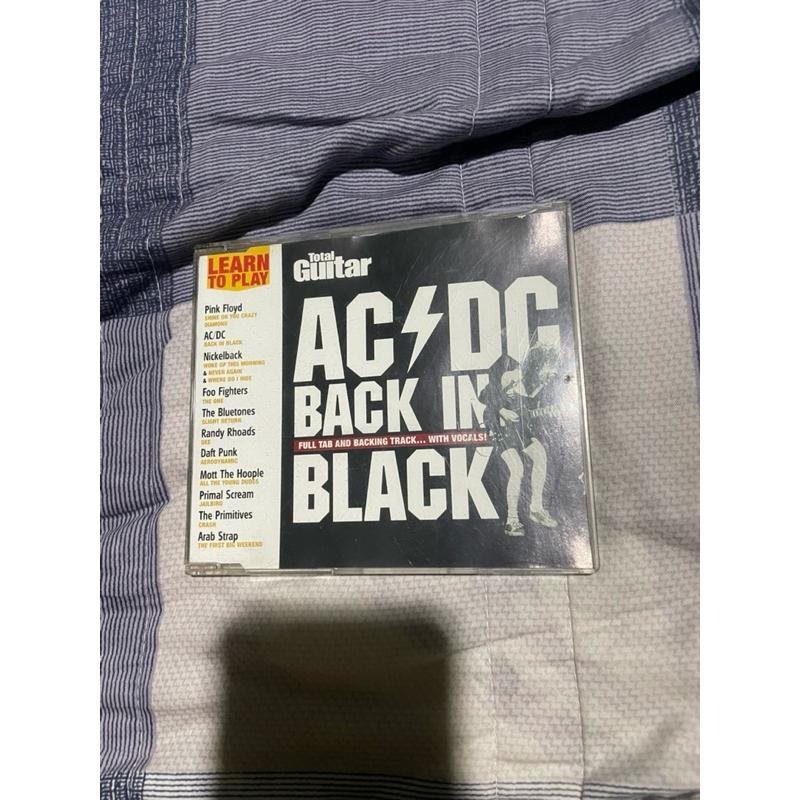 LEARN
TO PLAY
Pink Floyd
SHINE ON YOU CRAZY
DIAMOND
AC/DC
BACK IN BLACK
Nickelback
WOKE UP THIS MORNING
& NEVER AGAIN
& WHERE DO I HIDE
Foo Fighters
THE ONE
The Bluetones
SLIGHT RETURN
Randy Rhoads
DEE
Daft Punk
AERODYNAMIC
Mott The Hoople
ALL THE YOUNG DUDES
Primal Scream
JAILBIRD
The Primitives
CRASH
Arab Strap
THE FIRST BIG WEEKEND
Total
Guitar
AC/DC
BACK IN
FULL TAB AND BACKING TRACK... WITH VOCALS!
BLACK